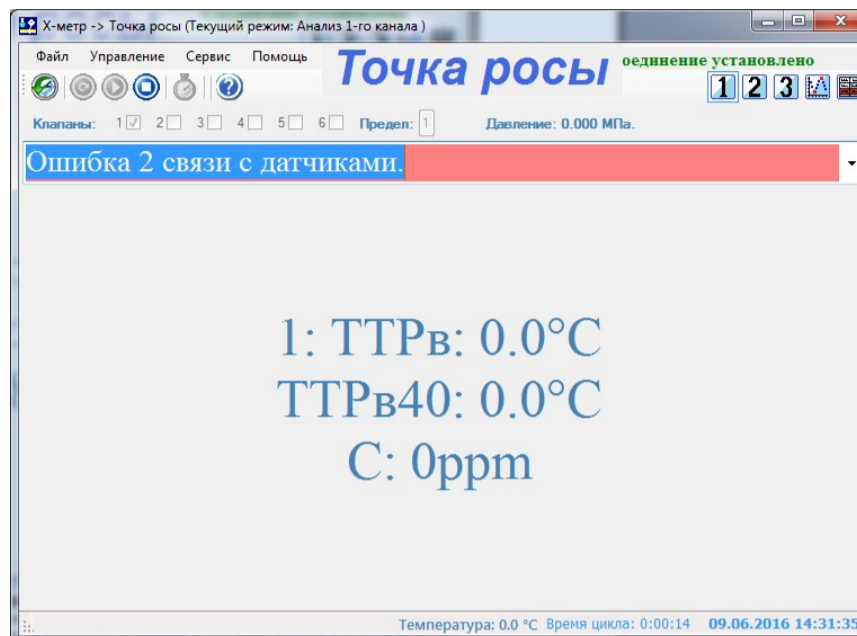 Х-метр -> Точка росы (Текущий режим: Анализ 1-го канала )
Файл Управление Сервис Помощь
Точка росы
оединение установлено
1 2 3
Клапаны: 1 2 3 4 5 6 Предел: 1 Давление: 0.000 МПа.
Ошибка 2 связи с датчиками.
1: ТТРв: 0.0°C
ТТРв40: 0.0°C
C: 0ppm
Температура: 0.0 °C Время цикла: 0:00:14 09.06.2016 14:31:35